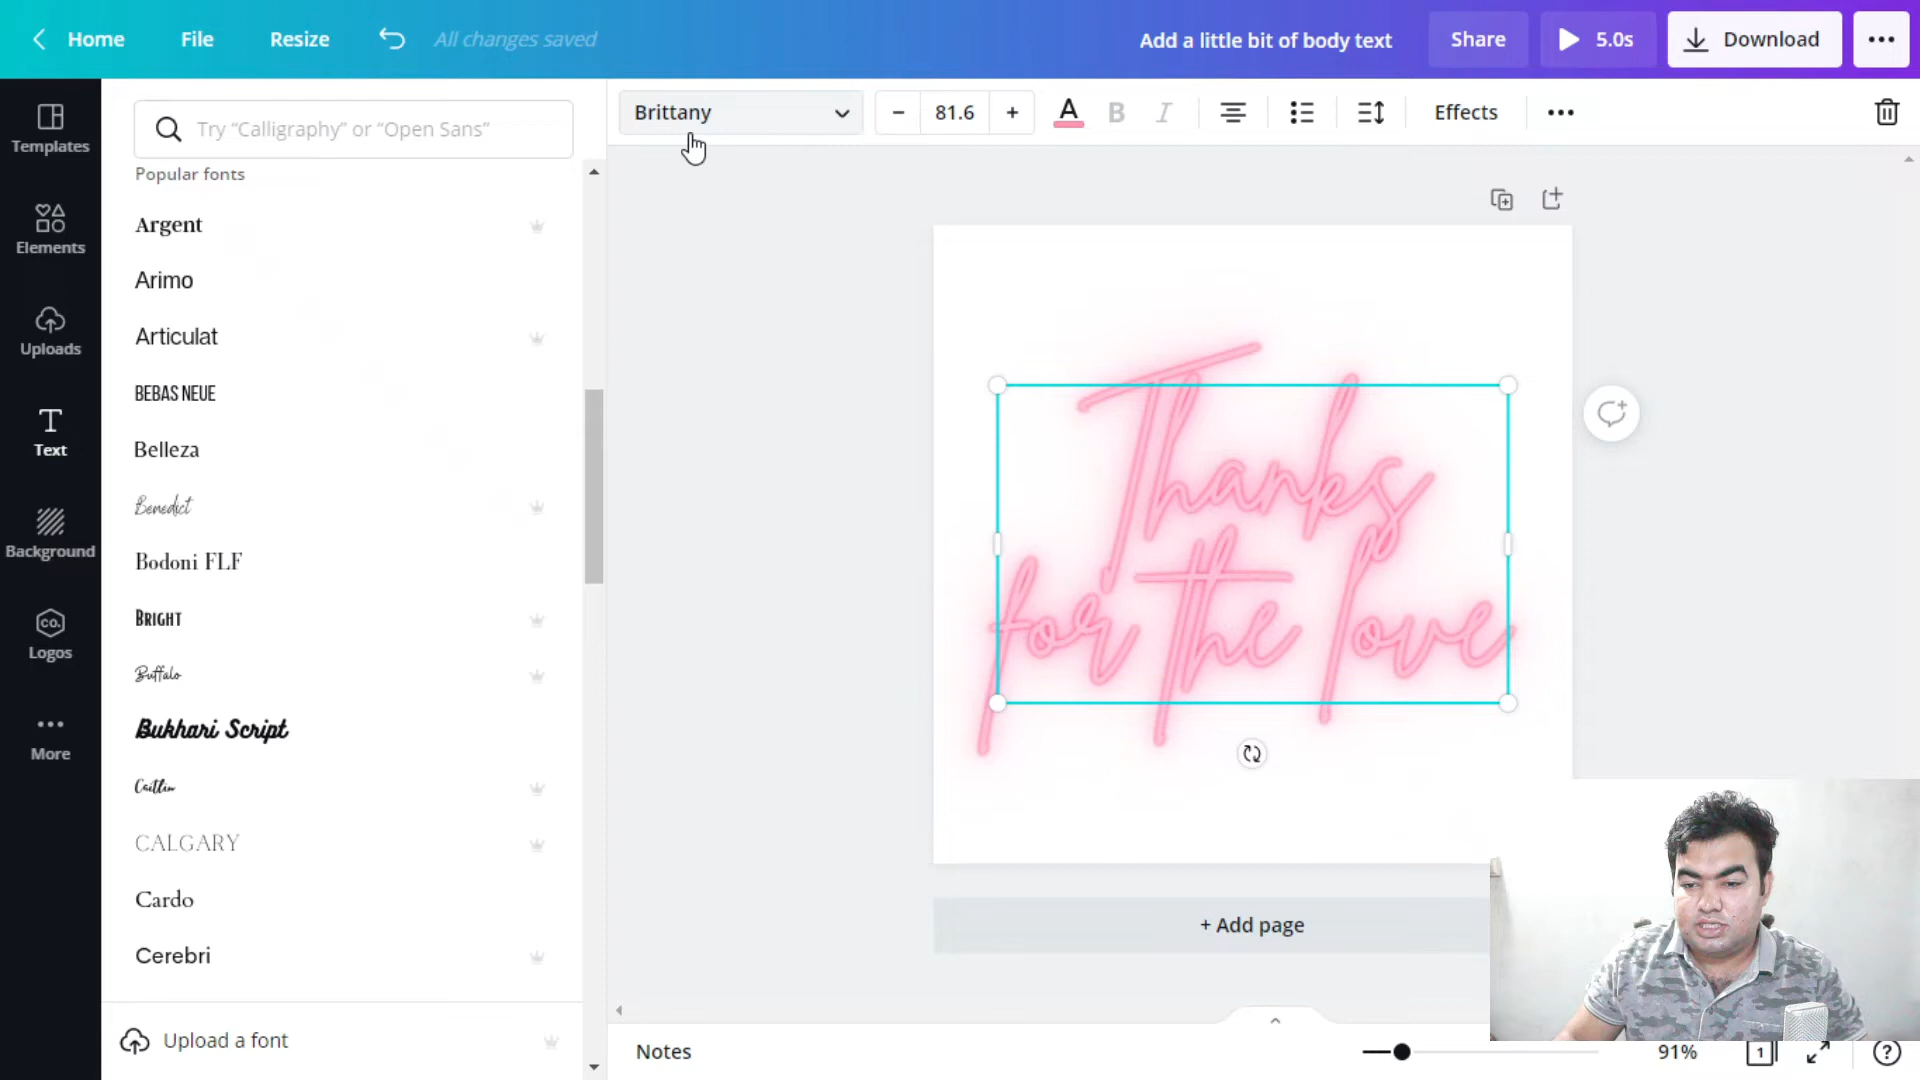 Home
File
Resize
All changes saved
Add a little bit of body text
Share
5.0s
Download
Templates
Elements
Uploads
Text
Background
CO.
Logos
More
Try “Calligraphy” or “Open Sans”
Popular fonts
Argent
Arimo
Articulat
BEBAS NEUE
Belleza
Benedict
Bodoni FLF
BRIGHT
Buffalo
Bukhari Script
Caitlin
CALGARY
Cardo
Cerebri
Upload a font
Brittany
81.6
A
B
I
Effects
Thanks
for the love
+ Add page
Notes
91%
1
?